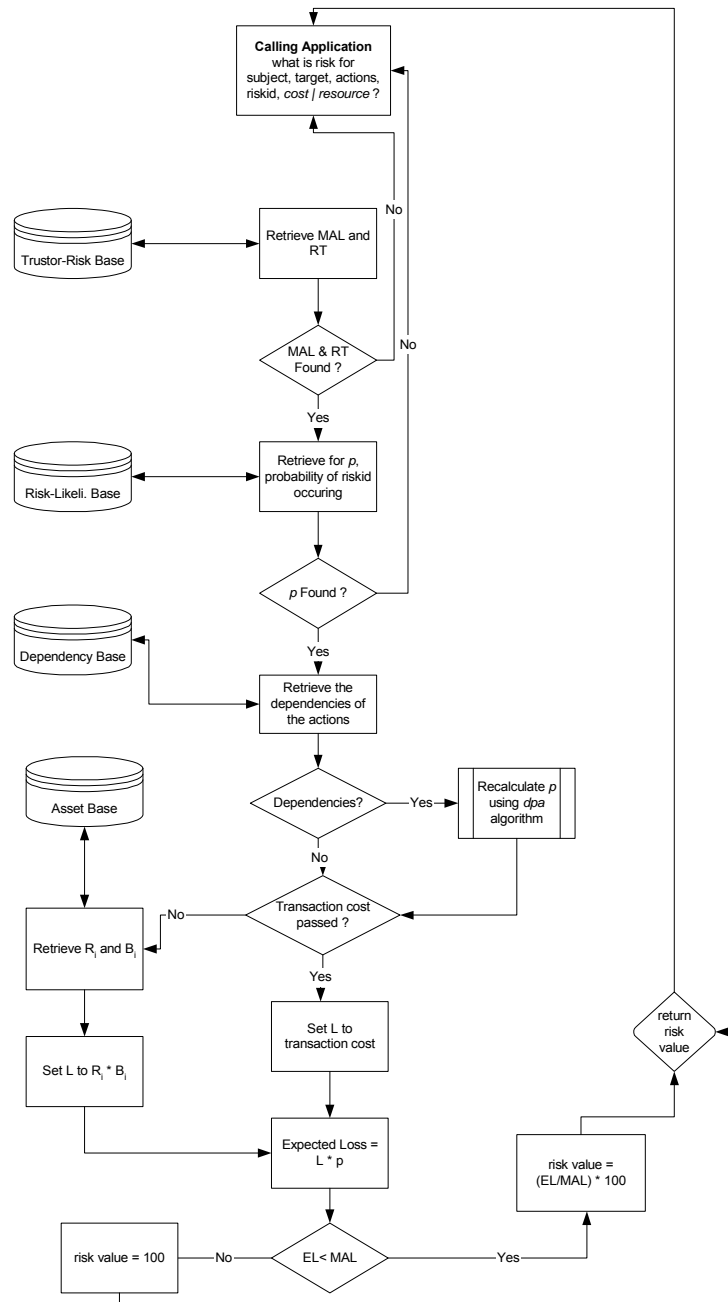 Calling Application
what is risk for
subject, target, actions,
riskid, cost | resource ?
No
Trustor-Risk Base
Retrieve MAL and
RT
MAL & RT
Found ?
No
Yes
Risk-Likeli. Base
Retrieve for p,
probability of riskid
occuring
p Found ?
Yes
Dependency Base
Retrieve the
dependencies of
the actions
Asset Base
Dependencies?
Yes
Recalculate p
using dpa
algorithm
No
Transaction cost
passed ?
No
Retrieve Ri and Bi
Yes
Set L to
transaction cost
return
risk
value
Set L to Ri * Bi
Expected Loss =
L * p
risk value =
(EL/MAL) * 100
risk value = 100
No
EL< MAL
Yes